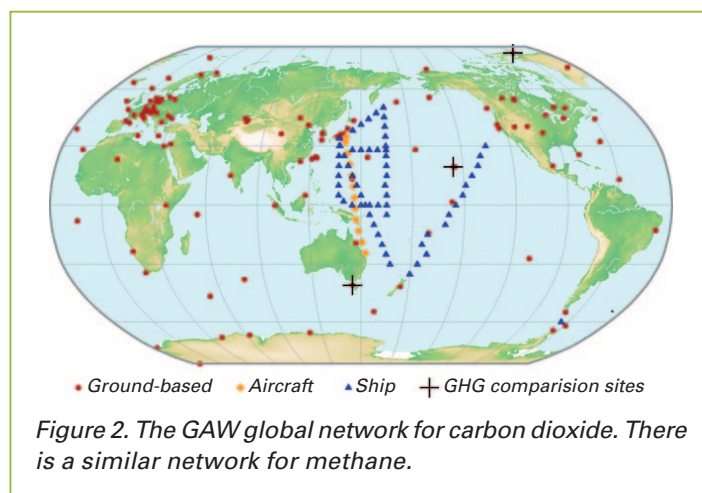 Ground-based Aircraft Ship GHG comparision sites
Figure 2. The GAW global network for carbon dioxide. There
is a similar network for methane.